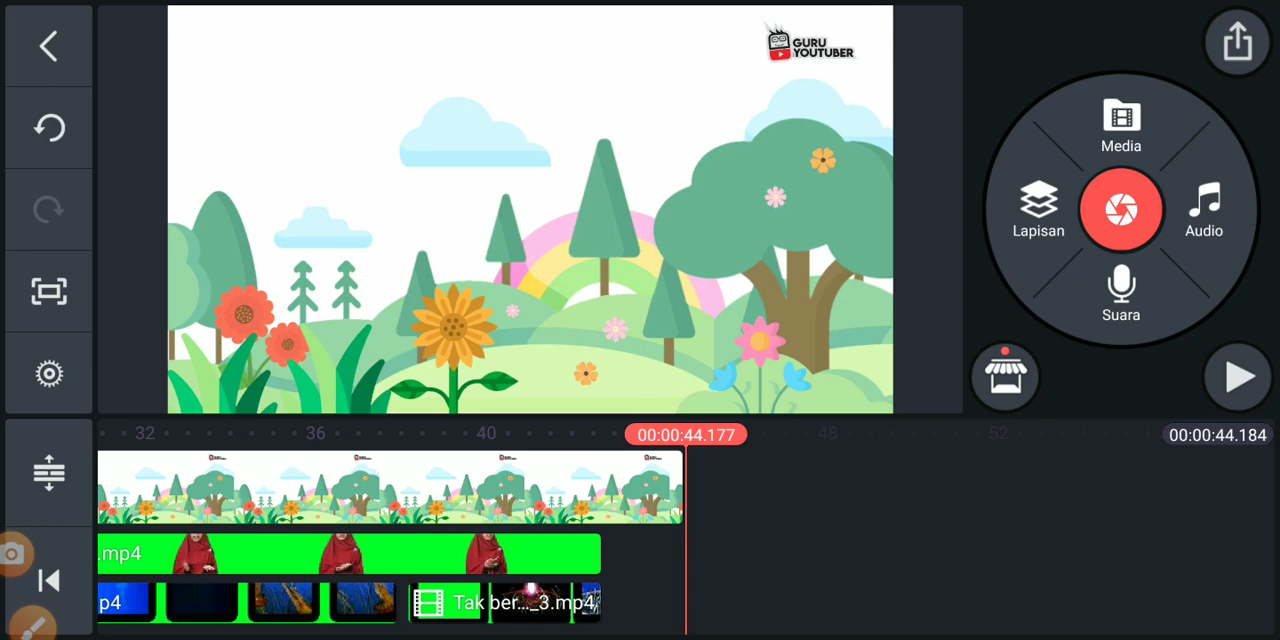 GURU
YOUTUBER
Media
Lapisan
Audio
Suara
32
36
40
00:00:44.177
48
52
00:00:44.184
.mp4
p4
Tak ber..._3.mp4